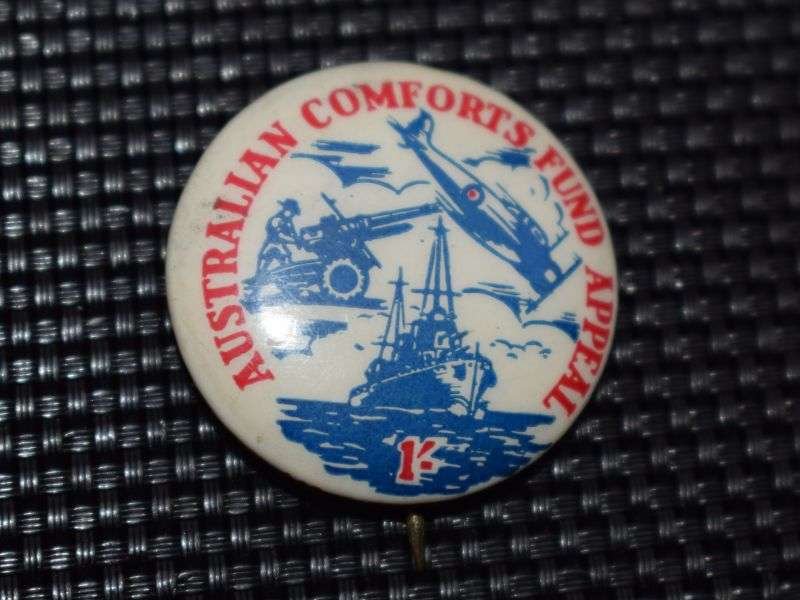 AUSTRALIAN COMFORTS FUND APPEAL
1/-